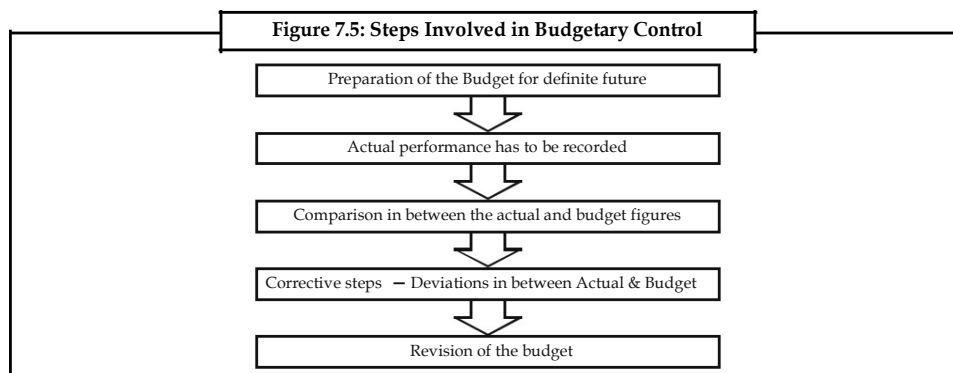 Figure 7.5: Steps Involved in Budgetary Control
Preparation of the Budget for definite future
Actual performance has to be recorded
Comparison in between the actual and budget figures
Corrective steps – Deviations in between Actual & Budget
Revision of the budget